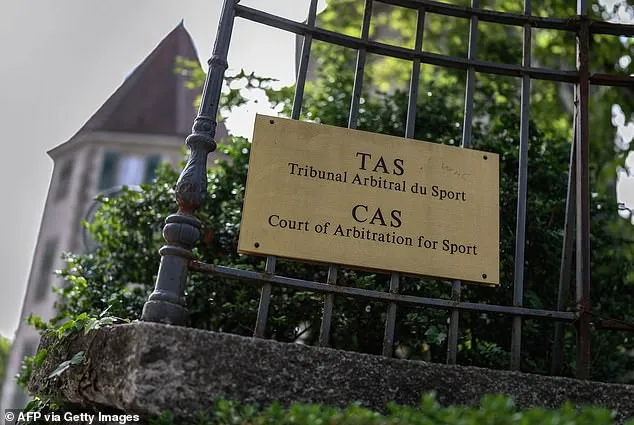 TAS
Tribunal Arbitral du Sport
CAS
Court of Arbitration for Sport
© AFP via Getty Images